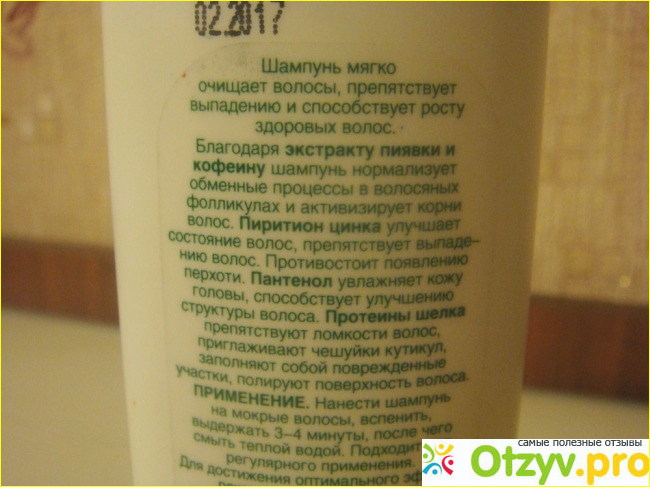 02.2017
Шампунь мягко
очищает волосы, препятствует
выпадению и способствует росту
здоровых волос.
Благодаря экстракту пиявки и
кофеину шампунь нормализует
обменные процессы в волосяных
фолликулах и активизирует корни
волос. Пиритион цинка улучшает
состояние волос, препятствует выпаде-
нию волос. Противостоит появлению
перхоти. Пантенол увлажняет кожу
головы, способствует улучшению
структуры волоса. Протеины шелка
препятствуют ломкости волос,
приглаживают чешуйки кутикул,
заполняют собой поврежденные
участки, полируют поверхность волоса.
ПРИМЕНЕНИЕ. Нанести шампунь
на мокрые волосы, вспенить,
выдержать 3–4 минуты, после чего
смыть теплой водой. Подходит
регулярного применения.
Для достижения оптимального эф
самые полезные отзывы
Otzyv.pro